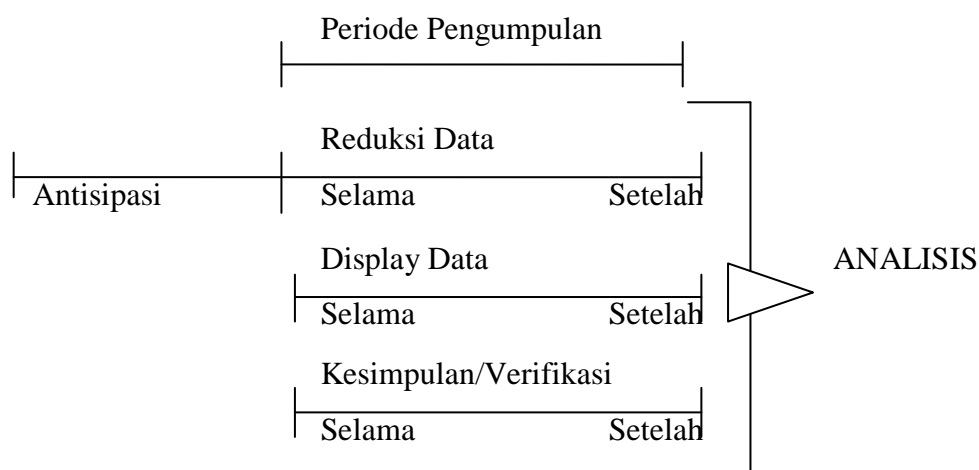 Periode Pengumpulan
Reduksi Data
Antisipasi Selama Setelah
Display Data ANALISIS
Selama Setelah
Kesimpulan/Verifikasi
Selama Setelah